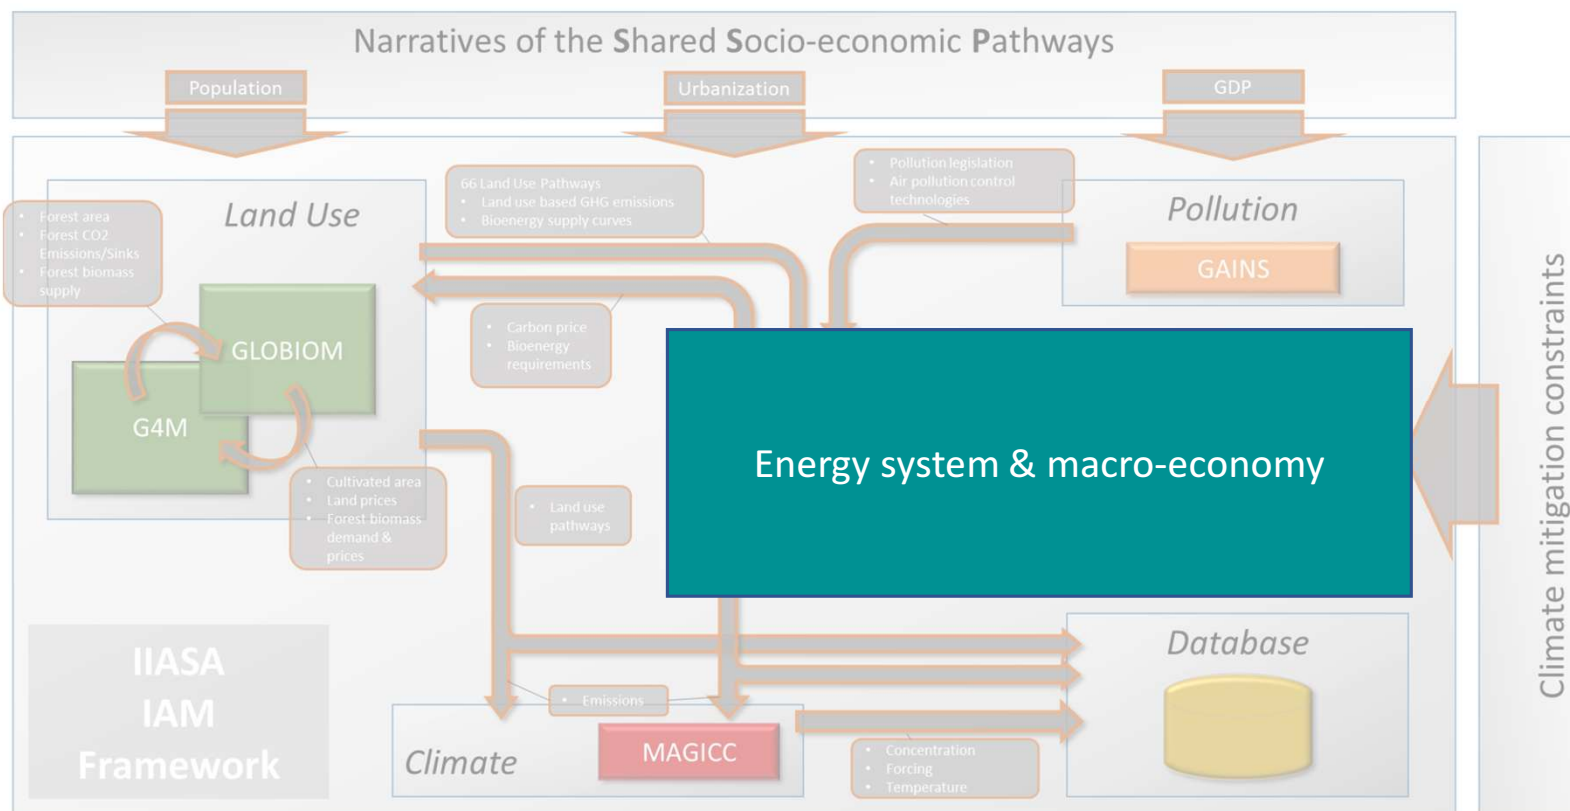 Narratives of the Shared Socio-economic Pathways
Population
Urbanization
GDP
Land Use
• Forest area
• Forest CO2
Emissions/Sinks
• Forest biomass
supply
66 Land Use Pathways
• Land use based GHG emissions
• Bioenergy supply curves
• Pollution legislation
• Air pollution control
technologies
Pollution
GAINS
GLOBIOM
G4M
• Carbon price
• Bioenergy
requirements
Energy system & macro-economy
Climate mitigation constraints
• Cultivated area
• Land prices
• Forest biomass
demand &
prices
• Land use
pathways
IIASA
IAM
Framework
• Emissions
Climate
MAGICC
• Concentration
• Forcing
• Temperature
Database